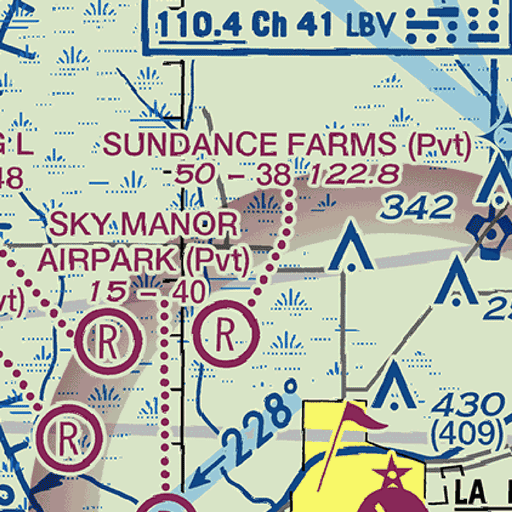 110.4 Ch 41 LBV
G L
48
SUNDANCE FARMS (Pvt)
50 - 38 122.8
342
SKY MANOR
AIRPARK (Pvt)
15 - 40
vt)
R
R
R
228°
430
(409)
LA